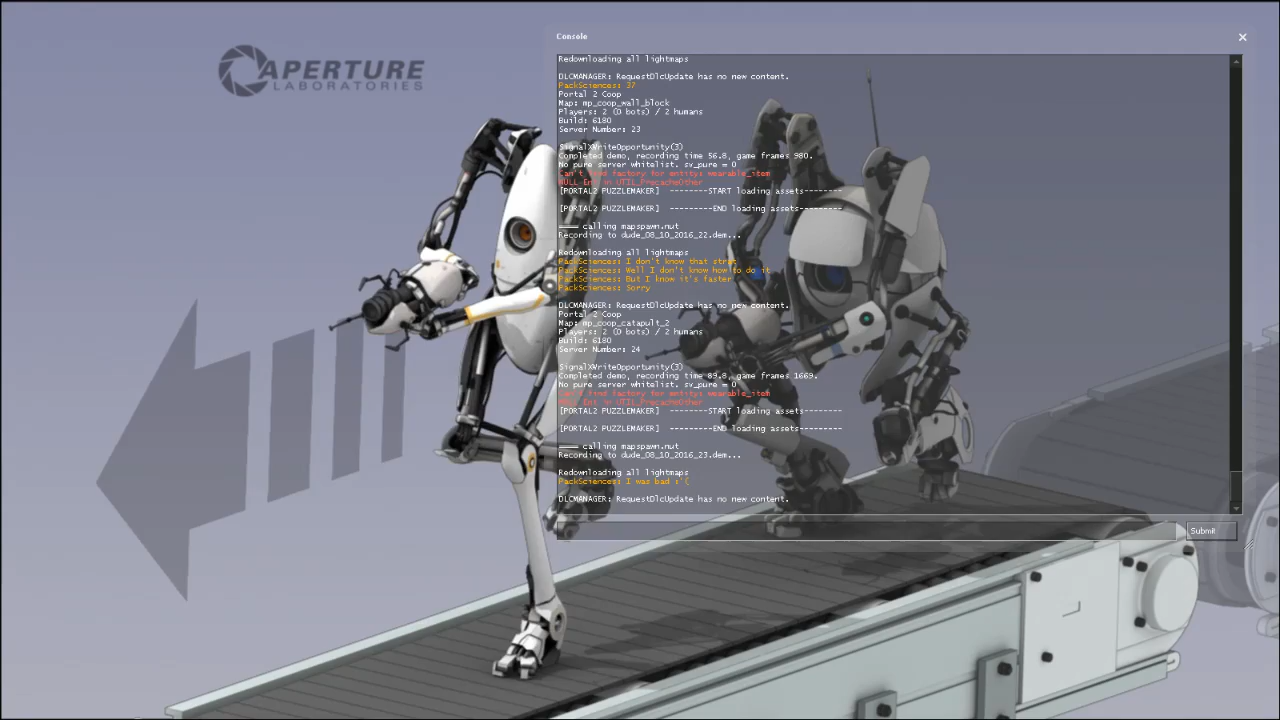 APERTURE
LABORATORIES
Console
Redownloading all lightmaps
DLCMANAGER: RequestDlcUpdate has no new content.
PackSciences: 37
Portal 2 Coop
Map: mp_coop_wall_block
Players: 2 (0 bots) / 2 humans
Build: 6180
Server Number: 23
SignalXWriteOpportunity(3)
Completed demo, recording time 56.8, game frames 980.
No pure server whitelist. sv_pure = 0
Can't find factory for entity: wearable_item
NULL Ent in UTIL_PrecacheOther
[PORTAL2 PUZZLEMAKER] --------START loading assets--------
[PORTAL2 PUZZLEMAKER] ---------END loading assets---------
==== calling mapspawn.nut
Recording to dude_08_10_2016_22.dem...
Redownloading all lightmaps
PackSciences: I don't know that strat
PackSciences: Well I don't know how to do it
PackSciences: But I know it's faster
PackSciences: Sorry
DLCMANAGER: RequestDlcUpdate has no new content.
Portal 2 Coop
Map: mp_coop_catapult_2
Players: 2 (0 bots) / 2 humans
Build: 6180
Server Number: 24
SignalXWriteOpportunity(3)
Completed demo, recording time 89.8, game frames 1669.
No pure server whitelist. sv_pure = 0
Can't find factory for entity: wearable_item
NULL Ent in UTIL_PrecacheOther
[PORTAL2 PUZZLEMAKER] --------START loading assets--------
[PORTAL2 PUZZLEMAKER] ---------END loading assets---------
==== calling mapspawn.nut
Recording to dude_08_10_2016_23.dem...
Redownloading all lightmaps
PackSciences: I was bad :'(
DLCMANAGER: RequestDlcUpdate has no new content.
Submit